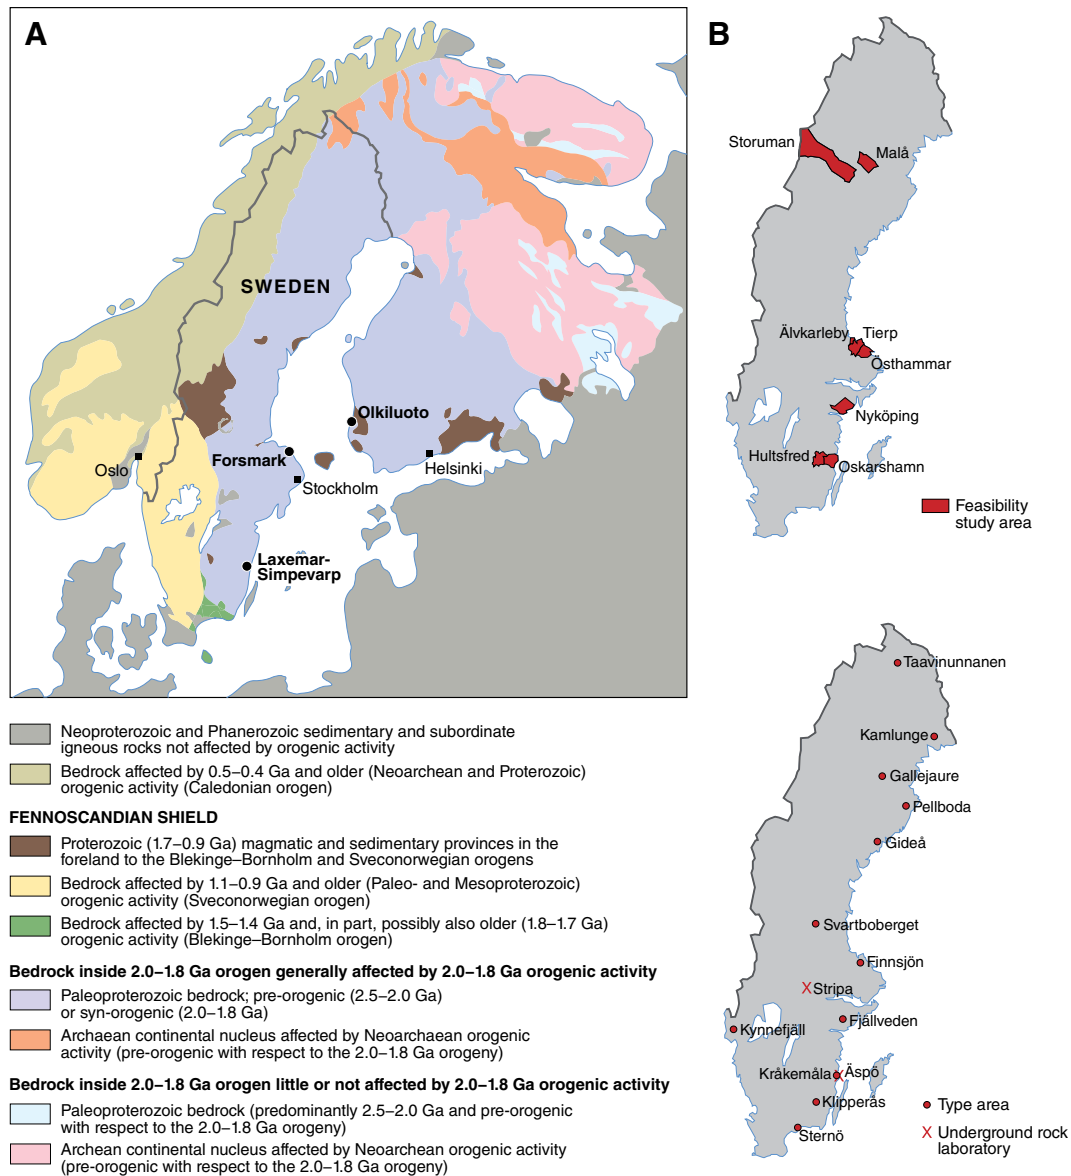 A
SWEDEN
Olkiluoto
Forsmark
Helsinki
Oslo
Stockholm
Laxemar-
Simpevarp
Neoproterozoic and Phanerozoic sedimentary and subordinate
igneous rocks not affected by orogenic activity
Bedrock affected by 0.5–0.4 Ga and older (Neoarchean and Proterozoic)
orogenic activity (Caledonian orogen)
FENNOSCANDIAN SHIELD
Proterozoic (1.7–0.9 Ga) magmatic and sedimentary provinces in the
foreland to the Blekinge–Bornholm and Sveconorwegian orogens
Bedrock affected by 1.1–0.9 Ga and older (Paleo- and Mesoproterozoic)
orogenic activity (Sveconorwegian orogen)
Bedrock affected by 1.5–1.4 Ga and, in part, possibly also older (1.8–1.7 Ga)
orogenic activity (Blekinge–Bornholm orogen)
Bedrock inside 2.0–1.8 Ga orogen generally affected by 2.0–1.8 Ga orogenic activity
Paleoproterozoic bedrock; pre-orogenic (2.5–2.0 Ga)
or syn-orogenic (2.0–1.8 Ga)
Archaean continental nucleus affected by Neoarchaean orogenic
activity (pre-orogenic with respect to the 2.0–1.8 Ga orogeny)
Bedrock inside 2.0–1.8 Ga orogen little or not affected by 2.0–1.8 Ga orogenic activity
Paleoproterozoic bedrock (predominantly 2.5–2.0 Ga and pre-orogenic
with respect to the 2.0–1.8 Ga orogeny)
Archean continental nucleus affected by Neoarchean orogenic activity
(pre-orogenic with respect to the 2.0–1.8 Ga orogeny)
B
Storuman
Malå
Älvkarleby
Tierp
Östhammar
Nyköping
Hultsfred
Oskarshamn
Feasibility
study area
Taavinunnanen
Kamlunge
Gallejaure
Pellboda
Gideå
Svartboberget
Finnsjön
X Stripa
Fjällveden
Kynnefjäll
Kråkemåla
X Äspö
Klipperås
Sternö
Type area
X Underground rock
laboratory